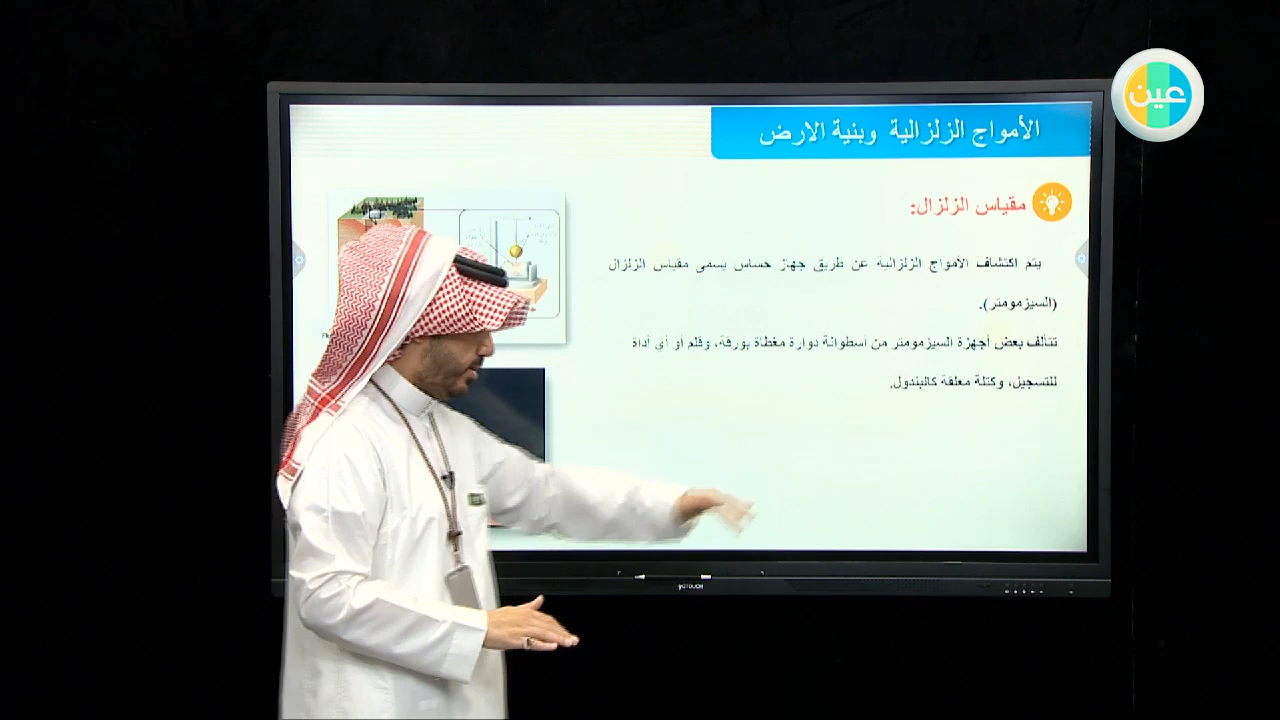 عين
الأمواج الزلزالية وبنية الارض
مقياس الزلزال:
يتم اكتشاف الأمواج الزلزالية عن طريق جهاز حساس يسمى مقياس الزلزال
(السيزمومتر).
تتألف بعض أجهزة السيزمومتر من أسطوانة دوارة مغطاة بورقة، وقلم أو أي أداة
للتسجيل، وكتلة معلقة كالبندول.